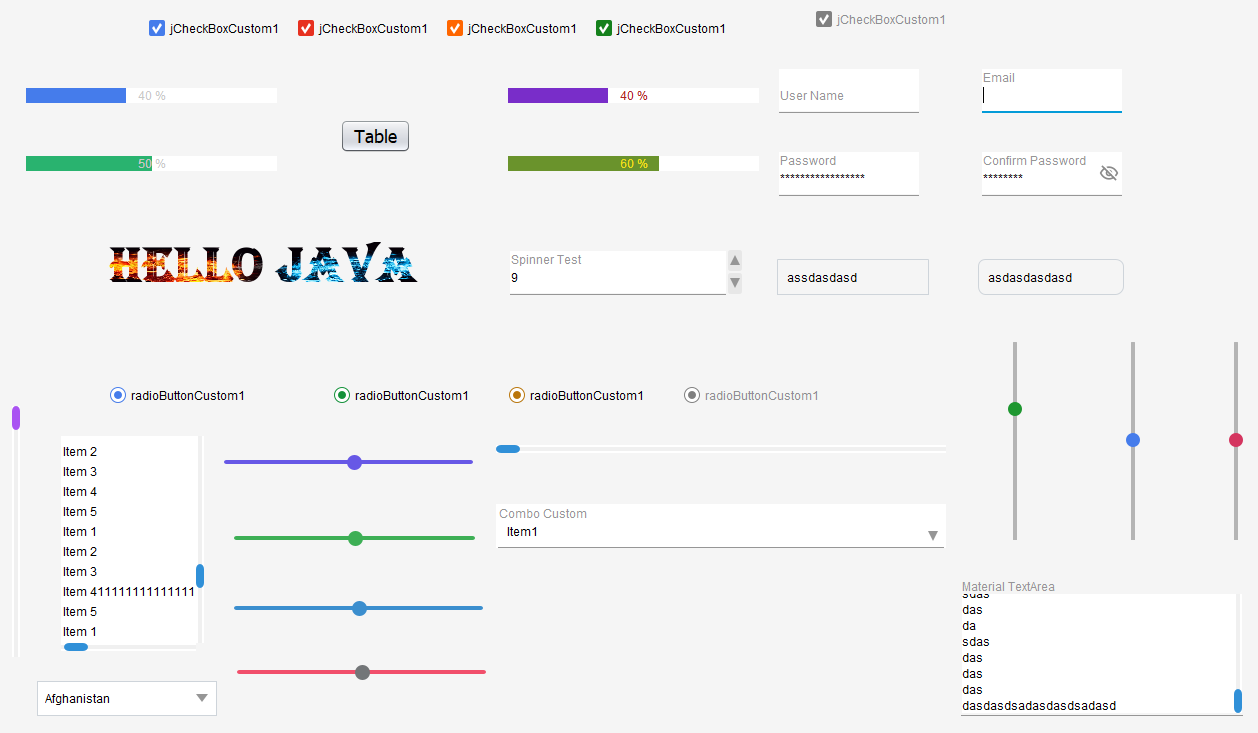 jCheckBoxCustom1
jCheckBoxCustom1
jCheckBoxCustom1
jCheckBoxCustom1
jCheckBoxCustom1
40 %
40 %
User Name
Email
Table
50 %
60 %
Password
*****************
Confirm Password
********
HELLO JAVA
Spinner Test
9
assdasdasd
asdasdasdasd
radioButtonCustom1
radioButtonCustom1
radioButtonCustom1
radioButtonCustom1
Item 2
Item 3
Item 4
Item 5
Item 1
Item 2
Item 3
Item 411111111111111
Item 5
Item 1
Combo Custom
Item1
Afghanistan
Material TextArea
sdas
das
da
sdas
das
das
das
dasdasdsadasdasdsadasd